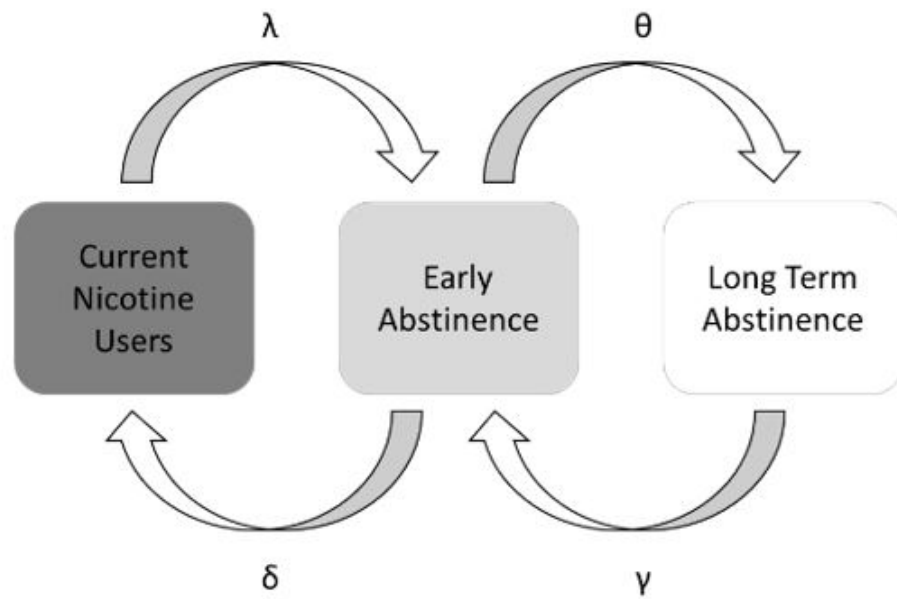 λ
θ
Current
Nicotine
Users
Early
Abstinence
Long Term
Abstinence
δ
γ